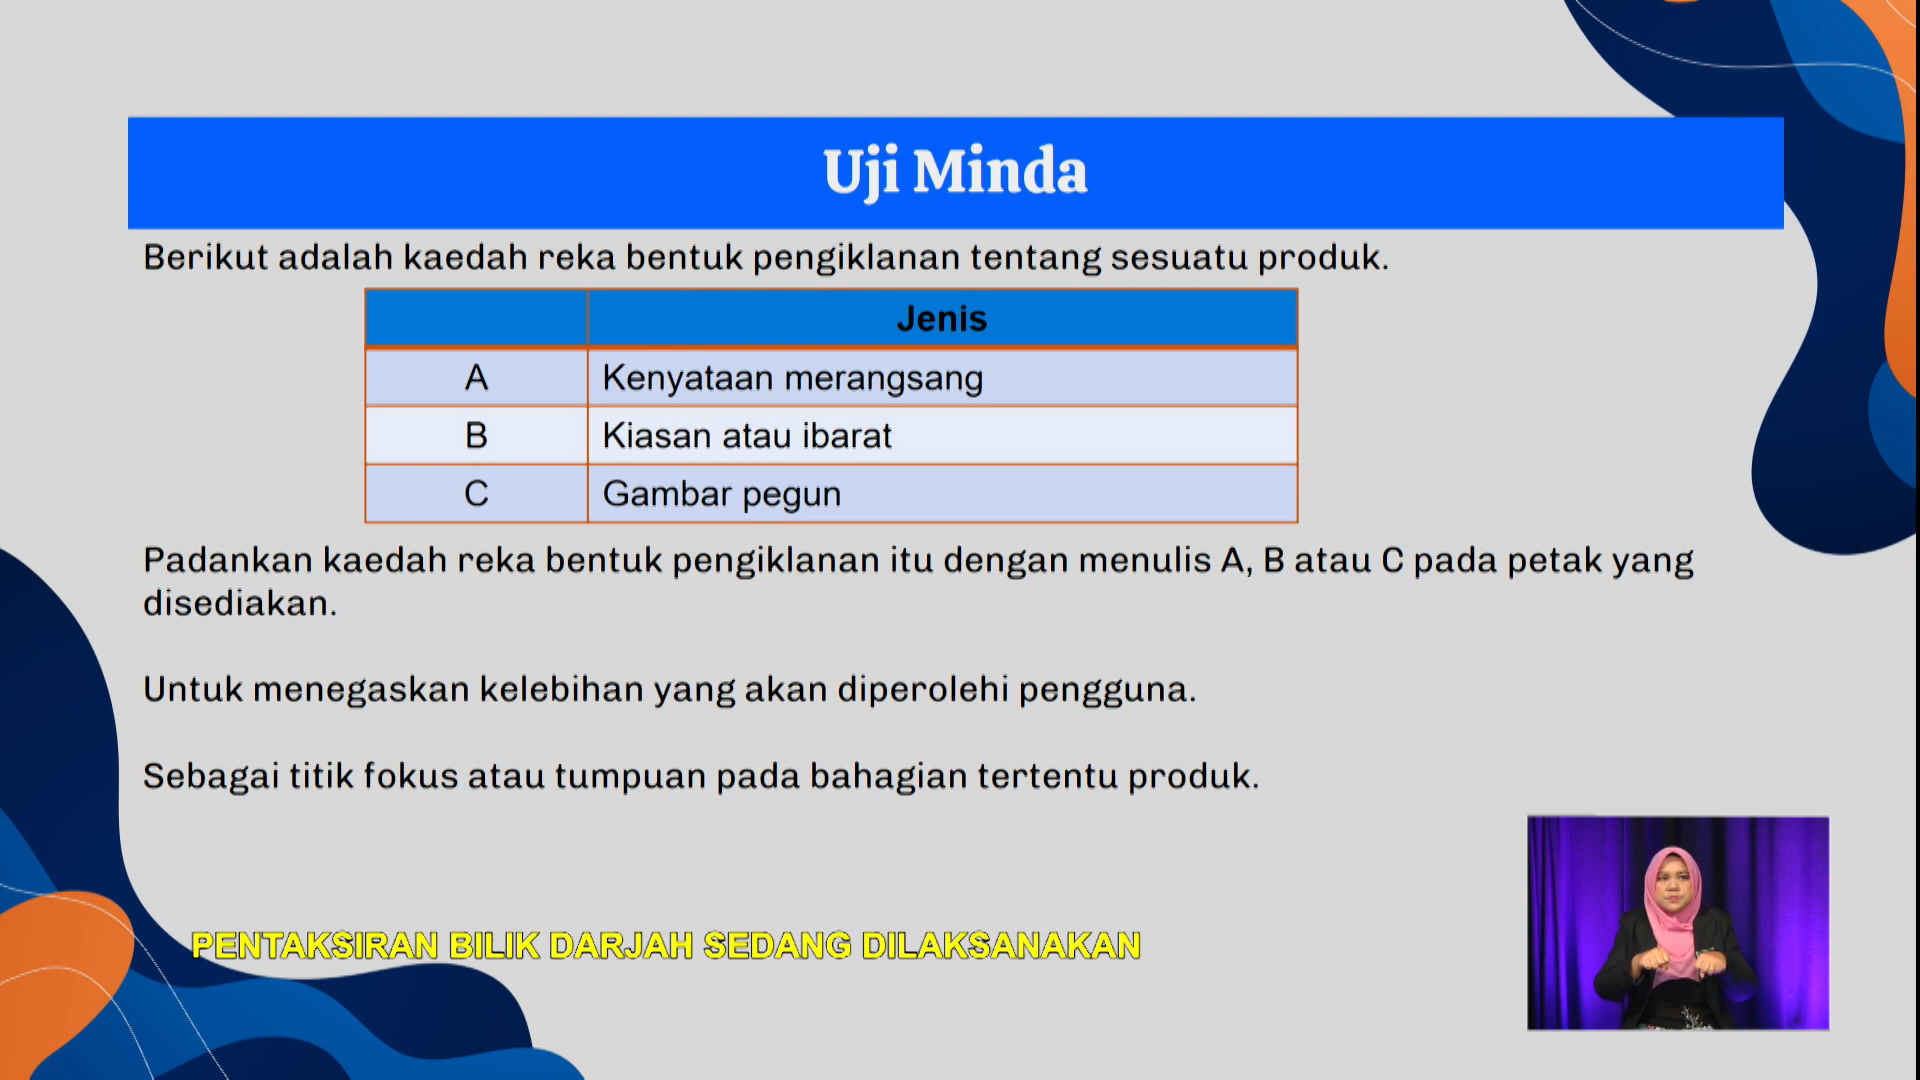 Uji Minda
Berikut adalah kaedah reka bentuk pengiklanan tentang sesuatu produk.
Jenis
A Kenyataan merangsang
B Kiasan atau ibarat
C Gambar pegun
Padankan kaedah reka bentuk pengiklanan itu dengan menulis A, B atau C pada petak yang
disediakan.
Untuk menegaskan kelebihan yang akan diperolehi pengguna.
Sebagai titik fokus atau tumpuan pada bahagian tertentu produk.
PENTAKSIRAN BILIK DARJAH SEDANG DILAKSANAKAN